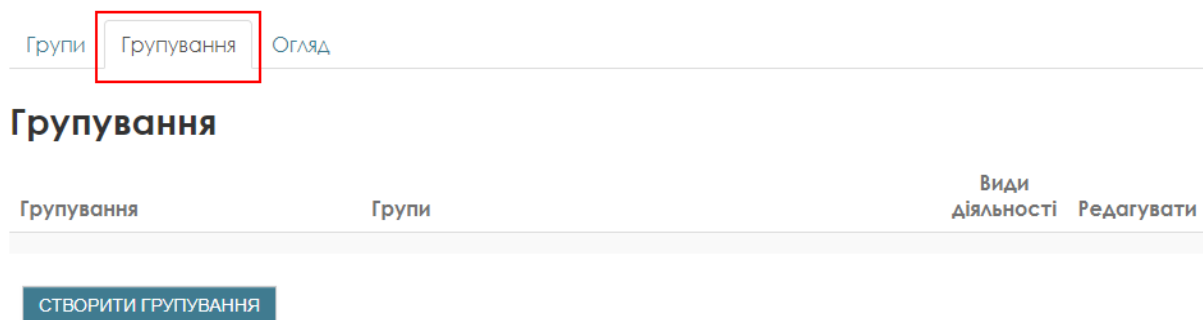 Групи Групування Огляд
Групування
Види
Групування Групи діяльності Редагувати
СТВОРИТИ ГРУПУВАННЯ